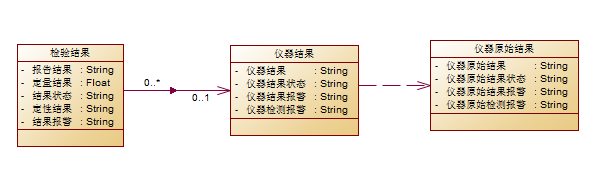 检验结果
- 报告结果 : String
- 定量结果 : Float
- 结果状态 : String
- 定性结果 : String
- 结果报警 : String
0..*
0..1
仪器结果
- 仪器结果 : String
- 仪器结果状态 : String
- 仪器结果报警 : String
- 仪器检测报警 : String
仪器原始结果
- 仪器原始结果 : String
- 仪器原始结果状态 : String
- 仪器原始结果报警 : String
- 仪器原始检测报警 : String